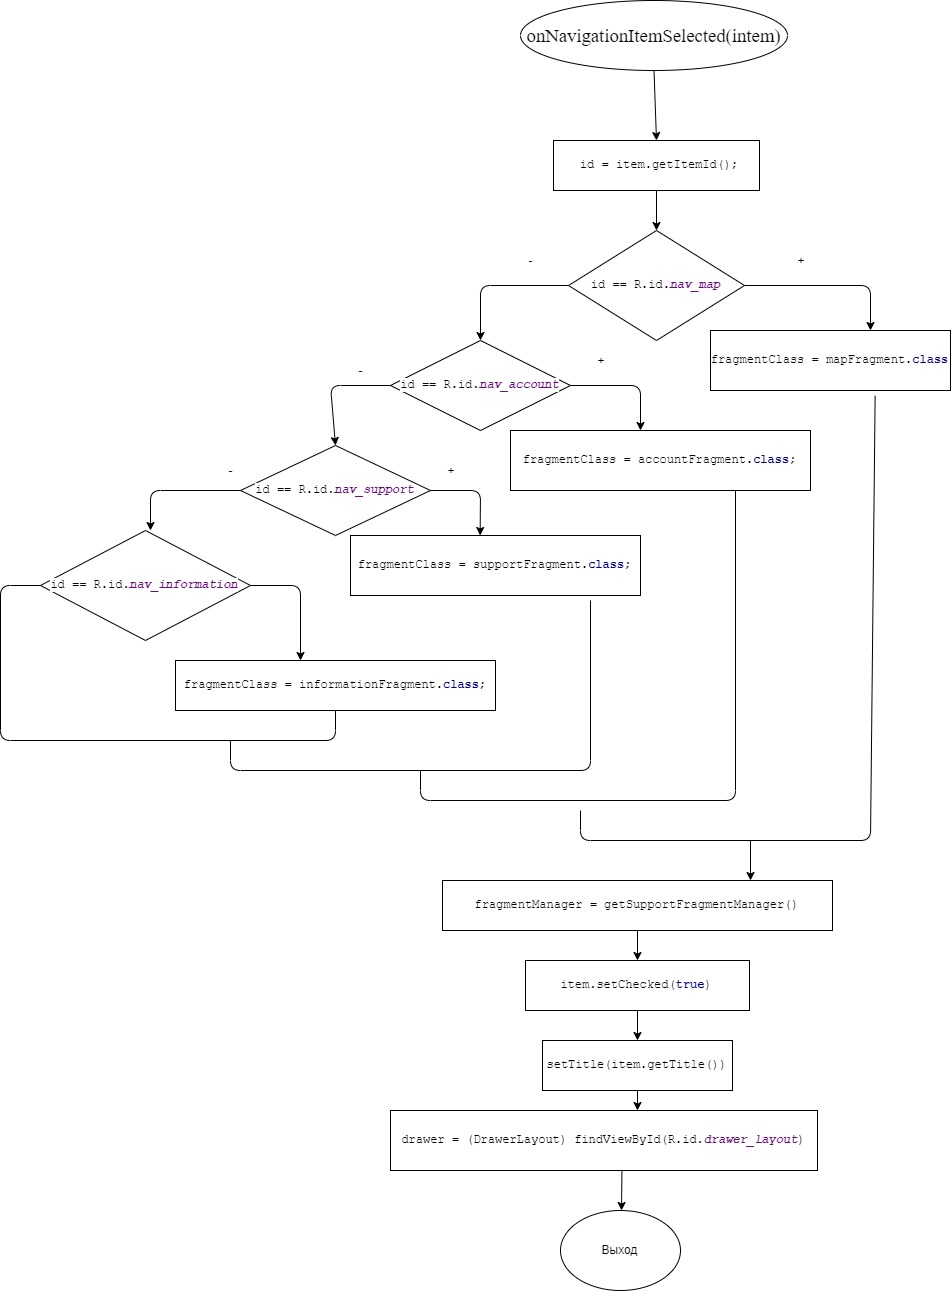 onNavigationItemSelected(intem)
id = item.getItemId();
-
+
id == R.id.nav_map
fragmentClass = mapFragment.class
-
+
id == R.id.nav_account
fragmentClass = accountFragment.class;
-
+
id == R.id.nav_support
fragmentClass = supportFragment.class;
id == R.id.nav_information
fragmentClass = informationFragment.class;
fragmentManager = getSupportFragmentManager()
item.setChecked(true)
setTitle(item.getTitle())
drawer = (DrawerLayout) findViewById(R.id.drawer_layout)
Выход